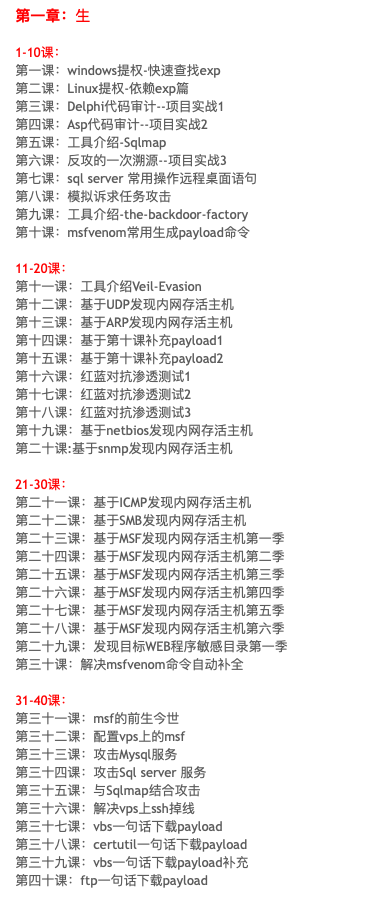 第一章：生
1-10课：
第一课：windows提权-快速查找exp
第二课：Linux提权-依赖exp篇
第三课：Delphi代码审计--项目实战1
第四课：Asp代码审计--项目实战2
第五课：工具介绍-Sqlmap
第六课：反攻的一次溯源--项目实战3
第七课：sql server 常用操作远程桌面语句
第八课：模拟诉求任务攻击
第九课：工具介绍-the-backdoor-factory
第十课：msfvenom常用生成payload命令
11-20课：
第十一课：工具介绍Veil-Evasion
第十二课：基于UDP发现内网存活主机
第十三课：基于ARP发现内网存活主机
第十四课：基于第十课补充payload1
第十五课：基于第十课补充payload2
第十六课：红蓝对抗渗透测试1
第十七课：红蓝对抗渗透测试2
第十八课：红蓝对抗渗透测试3
第十九课：基于netbios发现内网存活主机
第二十课:基于snmp发现内网存活主机
21-30课：
第二十一课：基于ICMP发现内网存活主机
第二十二课：基于SMB发现内网存活主机
第二十三课：基于MSF发现内网存活主机第一季
第二十四课：基于MSF发现内网存活主机第二季
第二十五课：基于MSF发现内网存活主机第三季
第二十六课：基于MSF发现内网存活主机第四季
第二十七课：基于MSF发现内网存活主机第五季
第二十八课：基于MSF发现内网存活主机第六季
第二十九课：发现目标WEB程序敏感目录第一季
第三十课：解决msfvenom命令自动补全
31-40课：
第三十一课：msf的前生今世
第三十二课：配置vps上的msf
第三十三课：攻击Mysql服务
第三十四课：攻击Sql server 服务
第三十五课：与Sqlmap结合攻击
第三十六课：解决vps上ssh掉线
第三十七课：vbs一句话下载payload
第三十八课：certutil一句话下载payload
第三十九课：vbs一句话下载payload补充
第四十课：ftp一句话下载payload